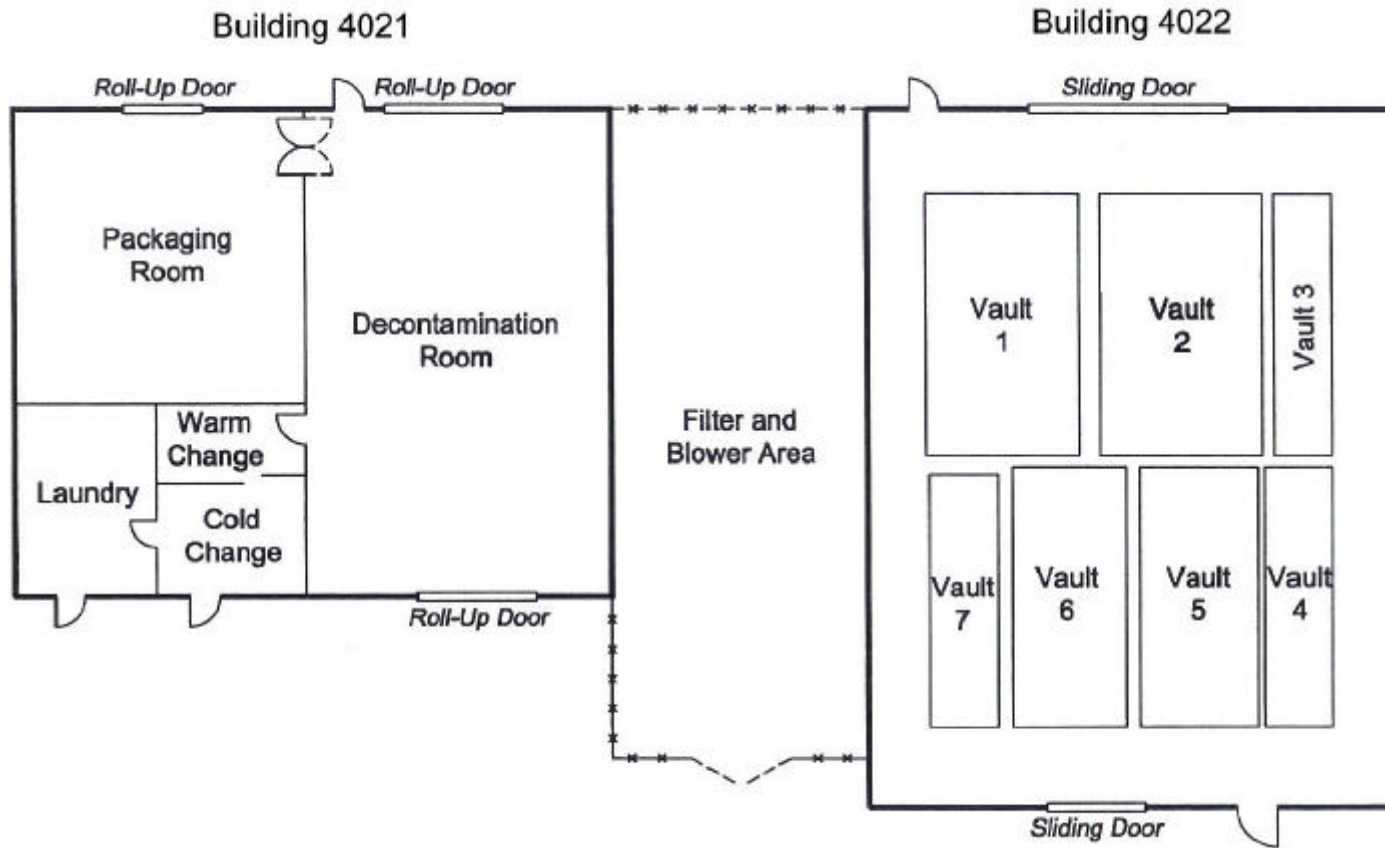 Building 4021
Building 4022
Roll-Up Door
Roll-Up Door
Sliding Door
Packaging
Room
Decontamination
Room
Vault
1
Vault
2
Vault 3
Filter and
Blower Area
Warm
Change
Laundry
Cold
Change
Vault
7
Vault
6
Vault
5
Vault
4
Roll-Up Door
Sliding Door